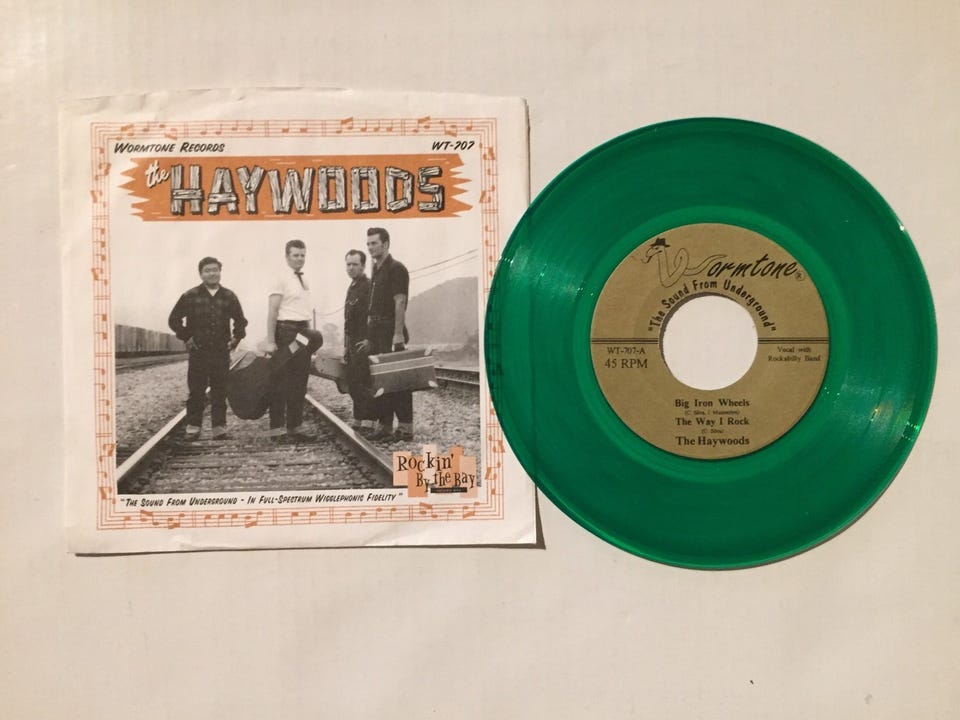 WORMTONE RECORDS
WT-707
the HAYWOODS
Rockin'
By the Bay
"THE SOUND FROM UNDERGROUND - IN FULL-SPECTRUM WIGGLEPHONIC FIDELITY"
Wormtone
"The Sound From Underground"
WT-707-A
45 RPM
Vocal with
Rockabilly Band
Big Iron Wheels
The Way I Rock
(C. Silva)
The Haywoods